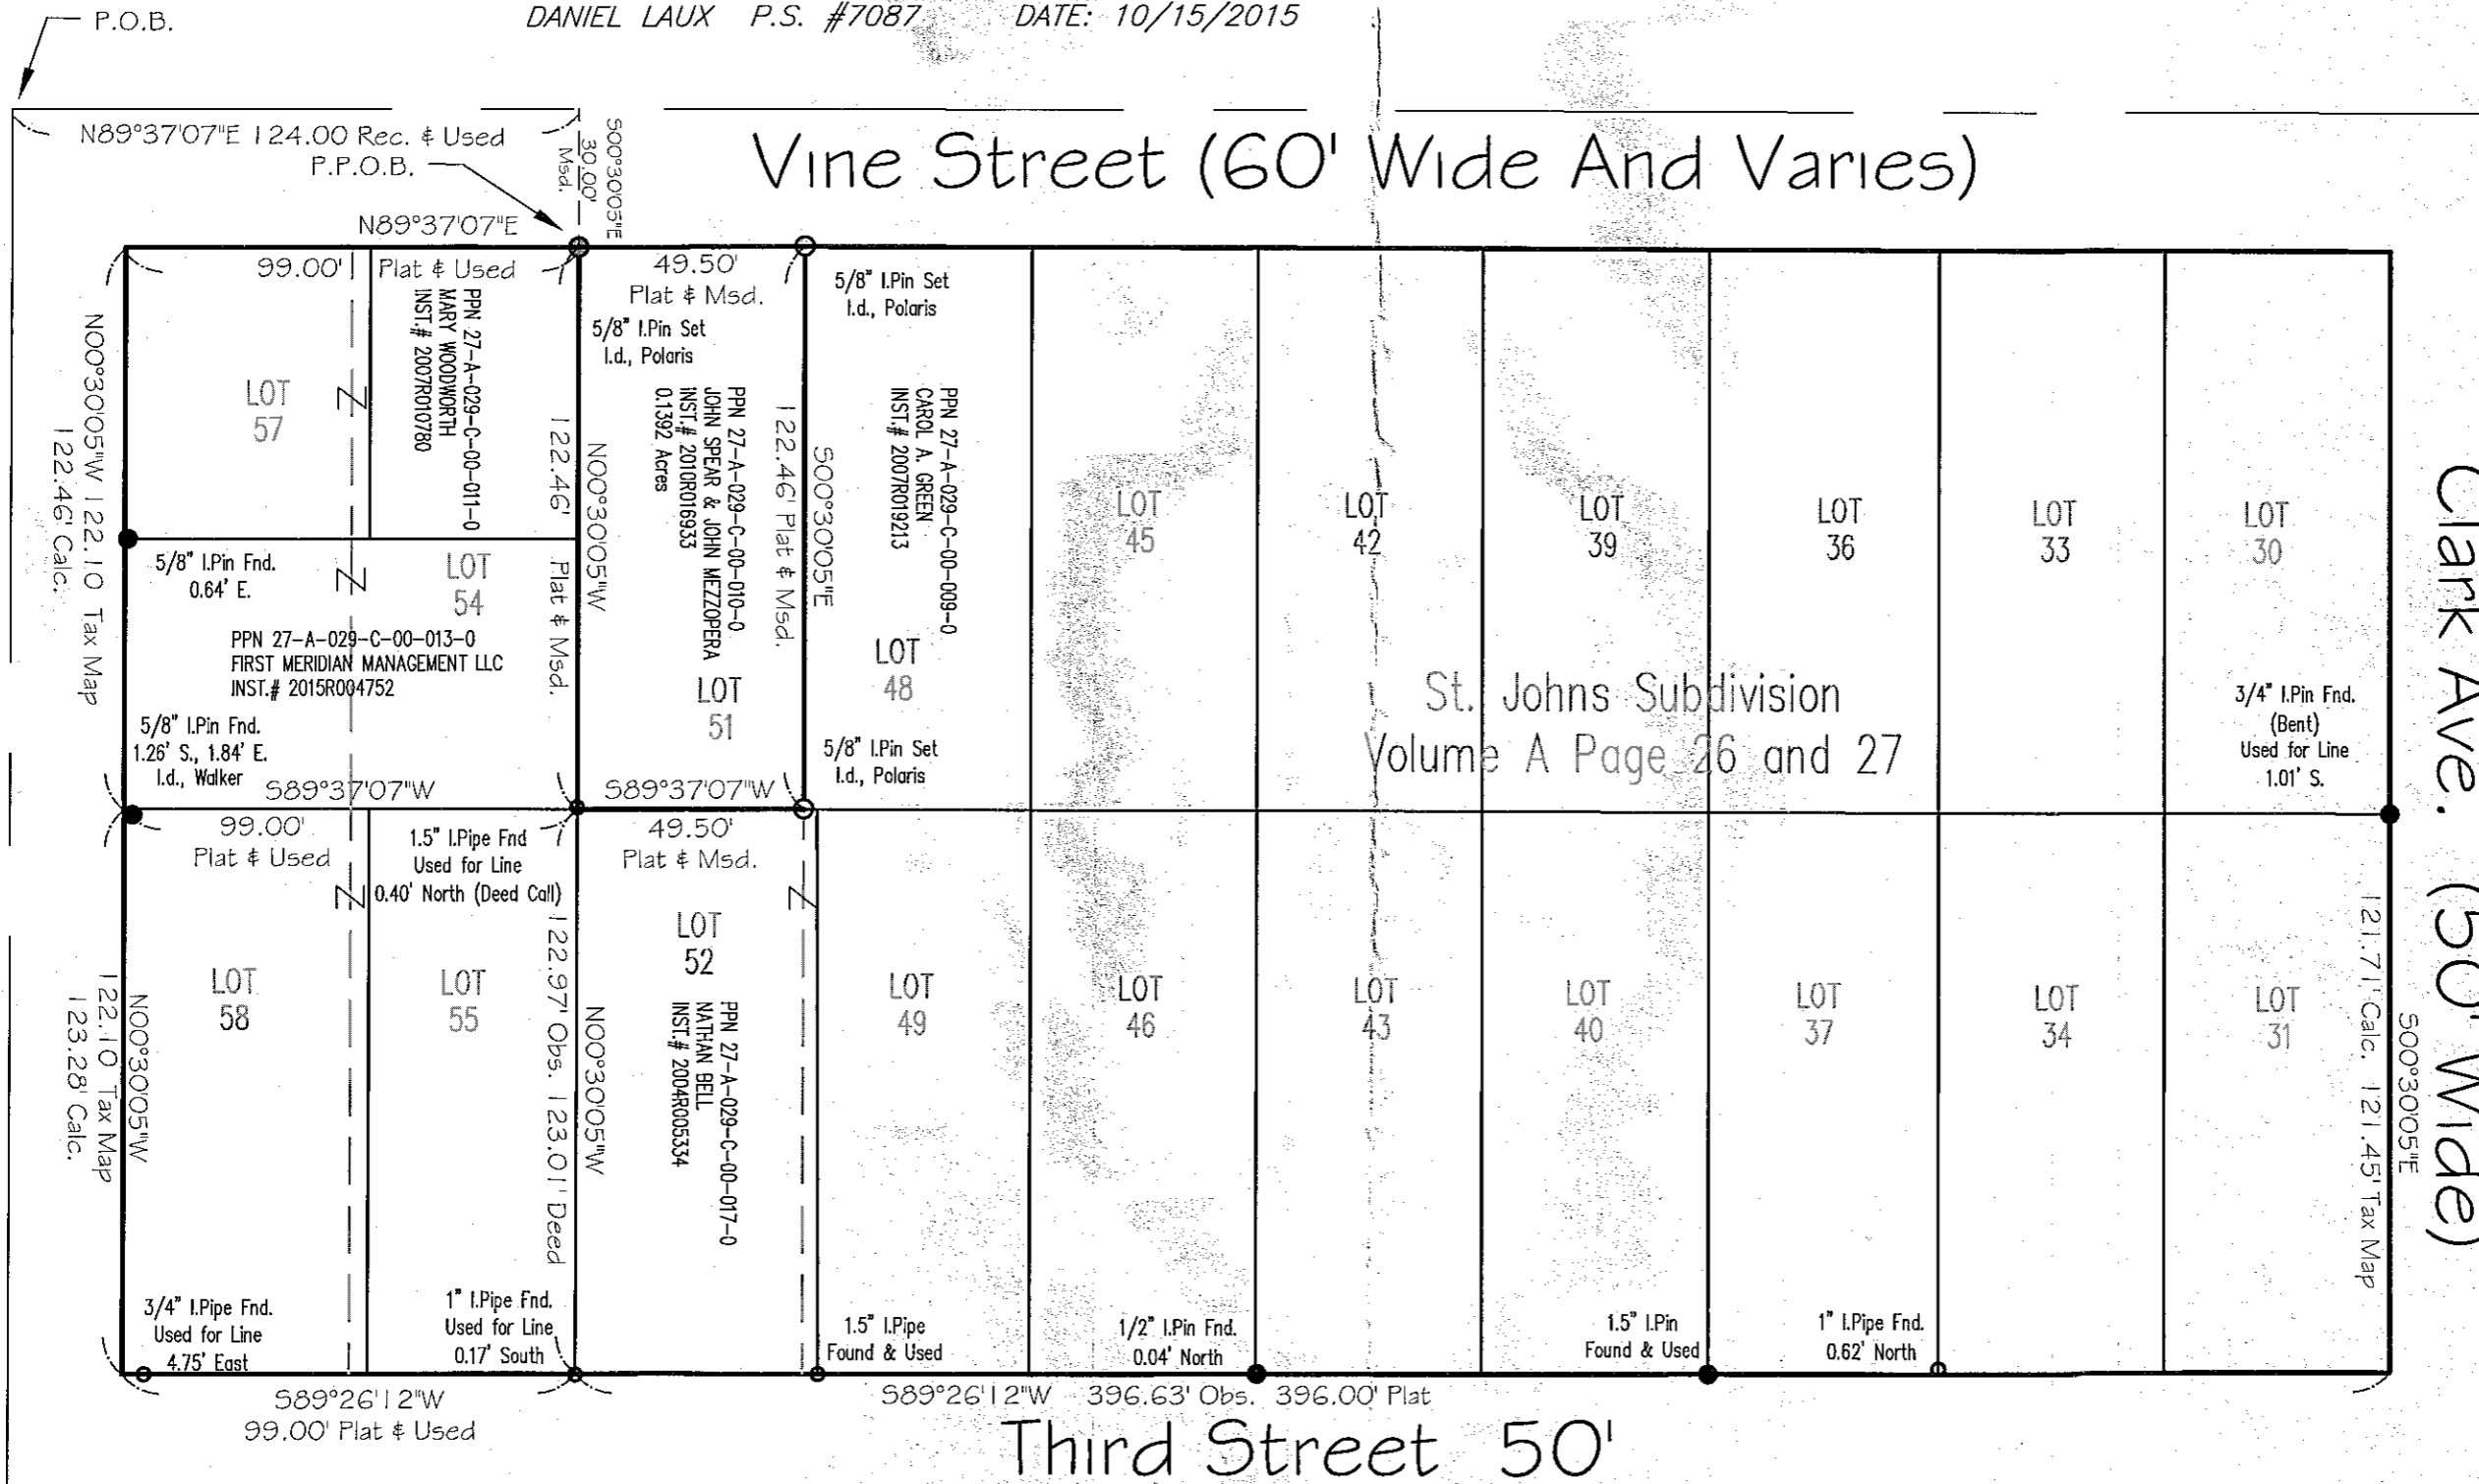 P.O.B.
DANIEL LAUX P.S. #7087 DATE: 10/15/2015
N89°37'07"E 124.00 Rec. & Used
P.P.O.B.
S00°30'05"E
30.00'
Msd.
Vine Street (60' Wide And Varies)
N89°37'07"E
99.00' Plat & Used
49.50'
Plat & Msd.
5/8" I.Pin Set
I.d., Polaris
5/8" I.Pin Set
I.d., Polaris
N00°30'05"W 122.10 Tax Map
122.46' Calc.
LOT
57
PPN 27-A-029-C-00-011-0
MARY WOODWORTH
INST.# 2007R010780
122.46' Plat & Msd.
N00°30'05"W
PPN 27-A-029-C-00-010-0
JOHN SPEAR & JOHN MEZZOPERA
INST.# 2010R016933
0.1392 Acres
LOT
51
122.46' Plat & Msd.
S00°30'05"E
PPN 27-A-029-C-00-009-0
CAROL A. GREEN
INST.# 2007R019213
LOT
48
LOT
45
LOT
42
LOT
39
LOT
36
LOT
33
LOT
30
Clark Ave. (50' Wide)
5/8" I.Pin Fnd.
0.64' E.
LOT
54
PPN 27-A-029-C-00-013-0
FIRST MERIDIAN MANAGEMENT LLC
INST.# 2015R004752
5/8" I.Pin Fnd.
1.26' S., 1.84' E.
I.d., Walker
5/8" I.Pin Set
I.d., Polaris
St. Johns Subdivision
Volume A Page 26 and 27
3/4" I.Pin Fnd.
(Bent)
Used for Line
1.01' S.
S89°37'07"W
99.00'
Plat & Used
S89°37'07"W
49.50'
Plat & Msd.
1.5" I.Pipe Fnd
Used for Line
0.40' North (Deed Call)
N00°30'05"W
122.10 Tax Map
123.28' Calc.
LOT
58
LOT
55
122.97' Obs. 123.01' Deed
N00°30'05"W
LOT
52
PPN 27-A-029-C-00-017-0
NATHAN BELL
INST.# 2004R005334
LOT
49
LOT
46
LOT
43
LOT
40
LOT
37
LOT
34
LOT
31
121.71' Calc. 121.45' Tax Map
S00°30'05"E
3/4" I.Pipe Fnd.
Used for Line
4.75' East
1" I.Pipe Fnd.
Used for Line
0.17' South
1.5" I.Pipe
Found & Used
1/2" I.Pin Fnd.
0.04' North
1.5" I.Pin
Found & Used
1" I.Pipe Fnd.
0.62' North
S89°26'12"W
99.00' Plat & Used
S89°26'12"W 396.63' Obs. 396.00' Plat
Third Street 50'